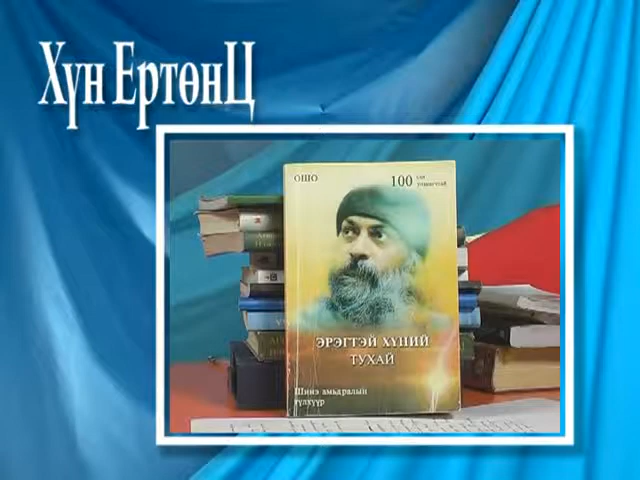 Хүн ЕртөнЦ
ОШО
100
ЭРЭГТЭЙ ХҮНИЙ
ТУХАЙ
Шинэ амьдралын
түлхүүр